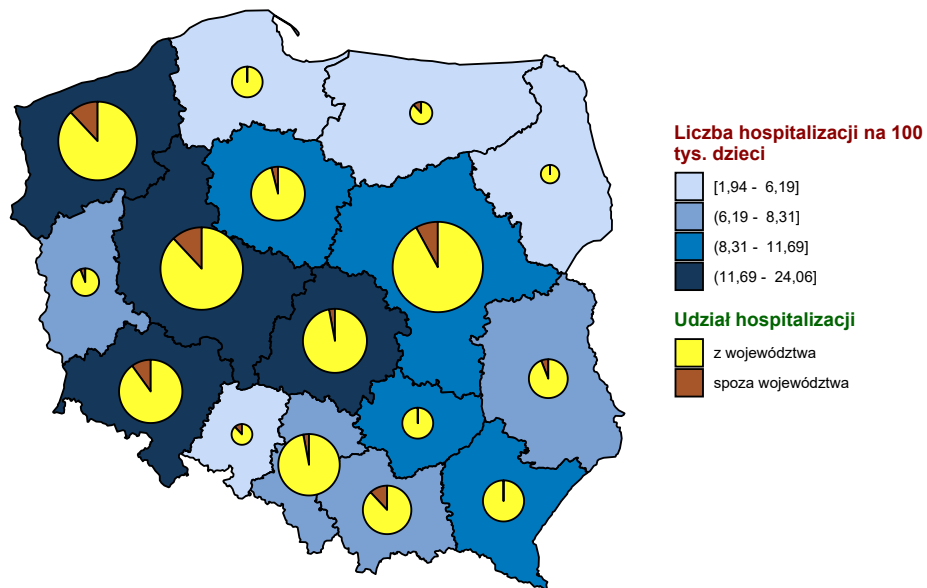 Liczba hospitalizacji na 100
tys. dzieci
[1,94 - 6,19]
(6,19 - 8,31]
(8,31 - 11,69]
(11,69 - 24,06]
Udział hospitalizacji
z województwa
spoza województwa